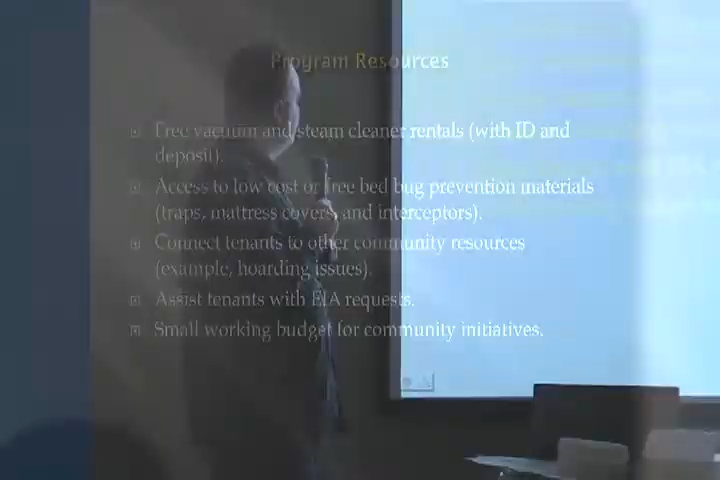 Program Resources
Free vacuum and steam cleaner rentals (with ID and
deposit).
Access to low cost or free bed bug prevention materials
(traps, mattress covers, and interceptors).
Connect tenants to other community resources
(example, hoarding issues).
Assist tenants with EIA requests.
Small working budget for community initiatives.